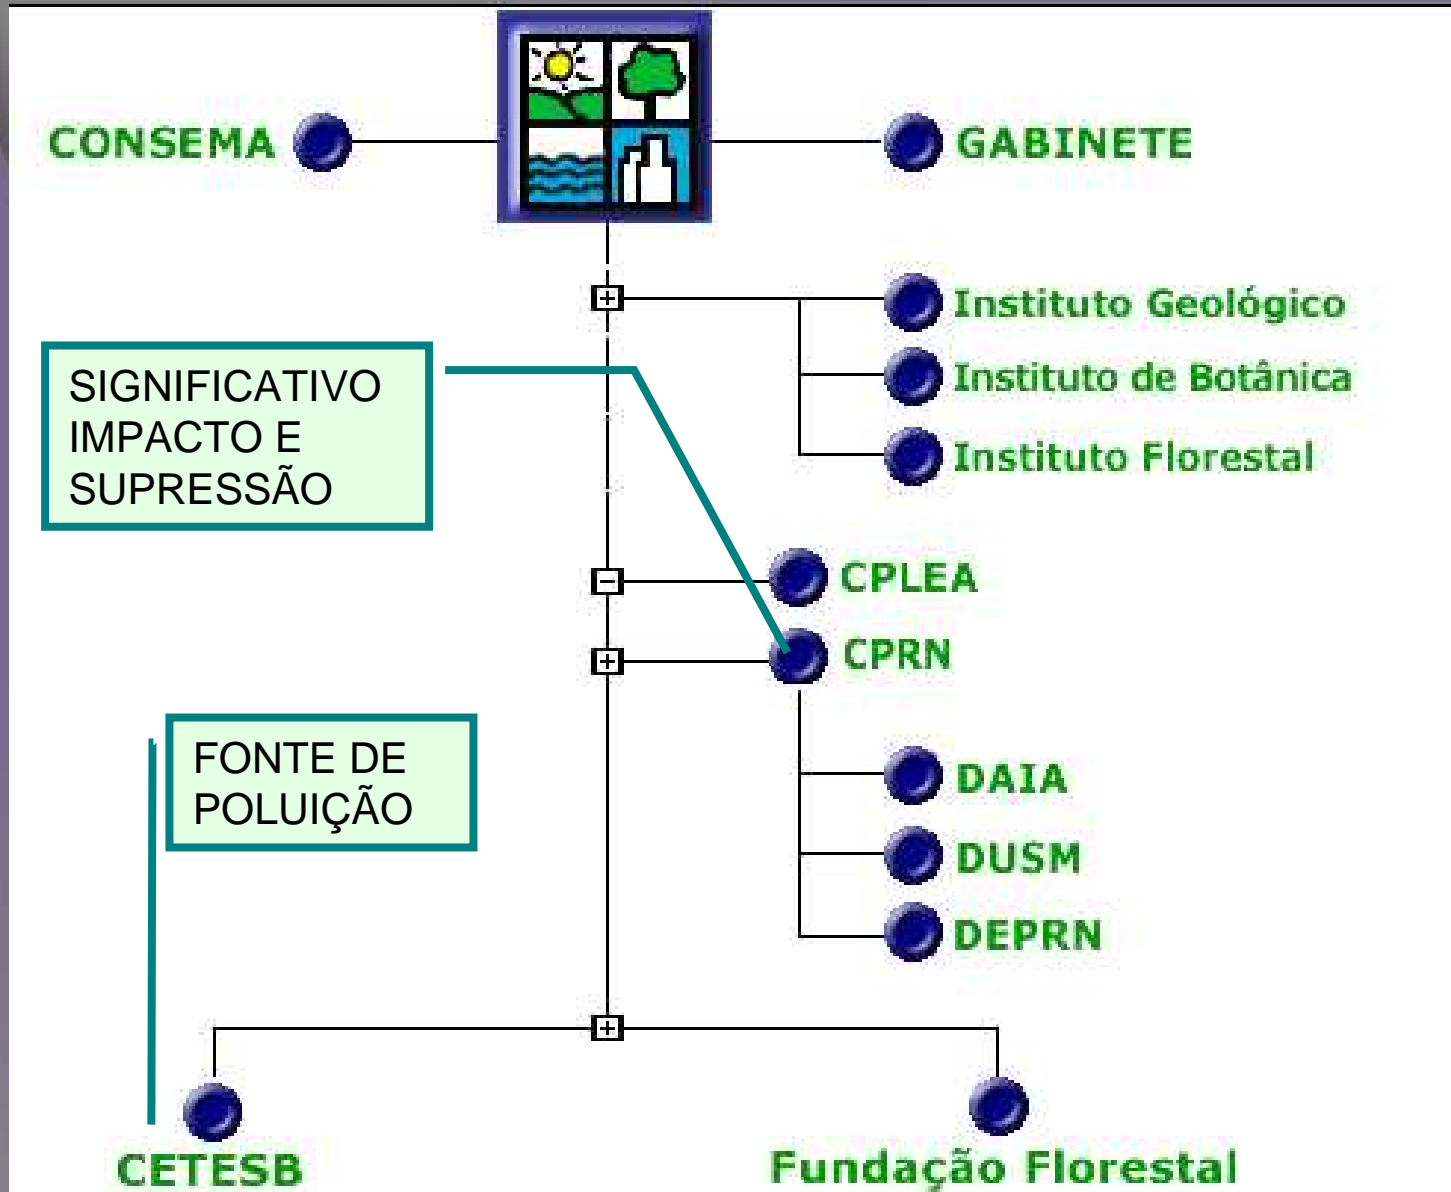 CONSEMA
GABINETE
Instituto Geológico
Instituto de Botânica
Instituto Florestal
SIGNIFICATIVO
IMPACTO E
SUPRESSÃO
CPLEA
CPRN
FONTE DE
POLUIÇÃO
DAIA
DUSM
DEPRN
CETESB
Fundação Florestal